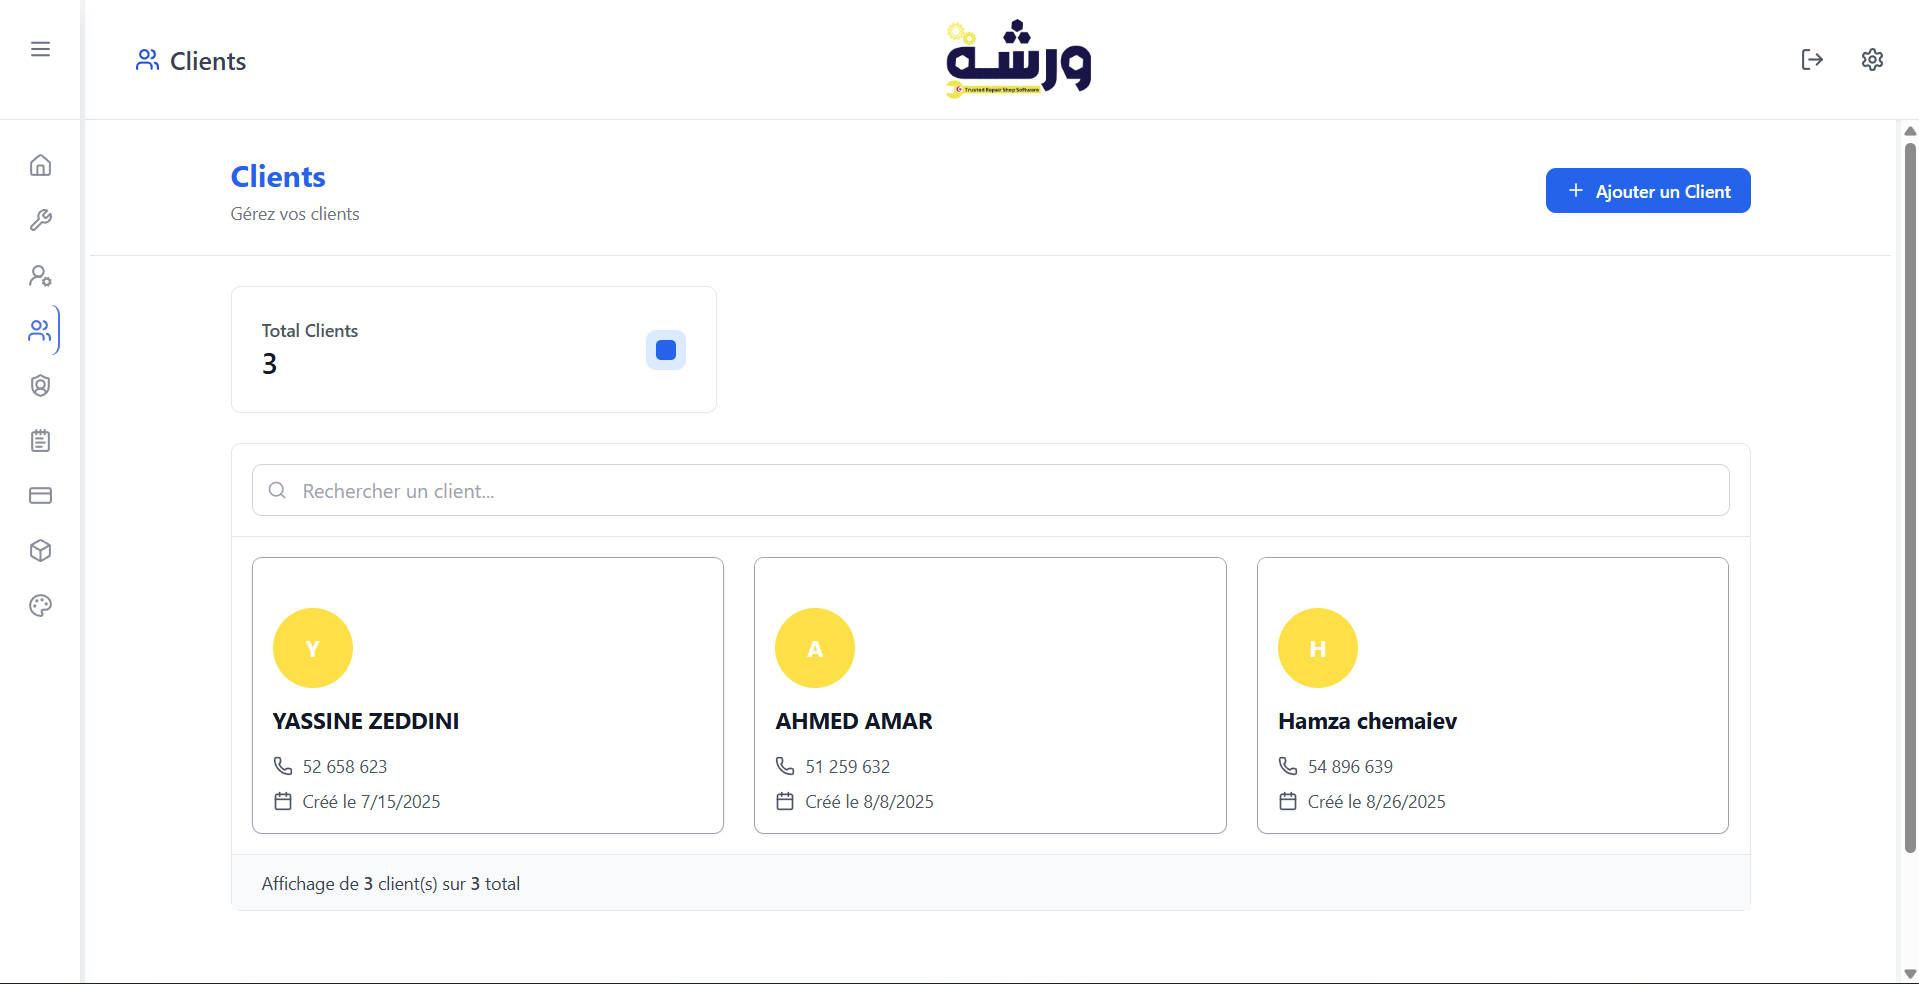 Clients
ورشة
Trusted Repair Shop Software
Clients
Gérez vos clients
Ajouter un Client
Total Clients
3
Rechercher un client...
Y
YASSINE ZEDDINI
52 658 623
Créé le 7/15/2025
A
AHMED AMAR
51 259 632
Créé le 8/8/2025
H
Hamza chemaiev
54 896 639
Créé le 8/26/2025
Affichage de 3 client(s) sur 3 total